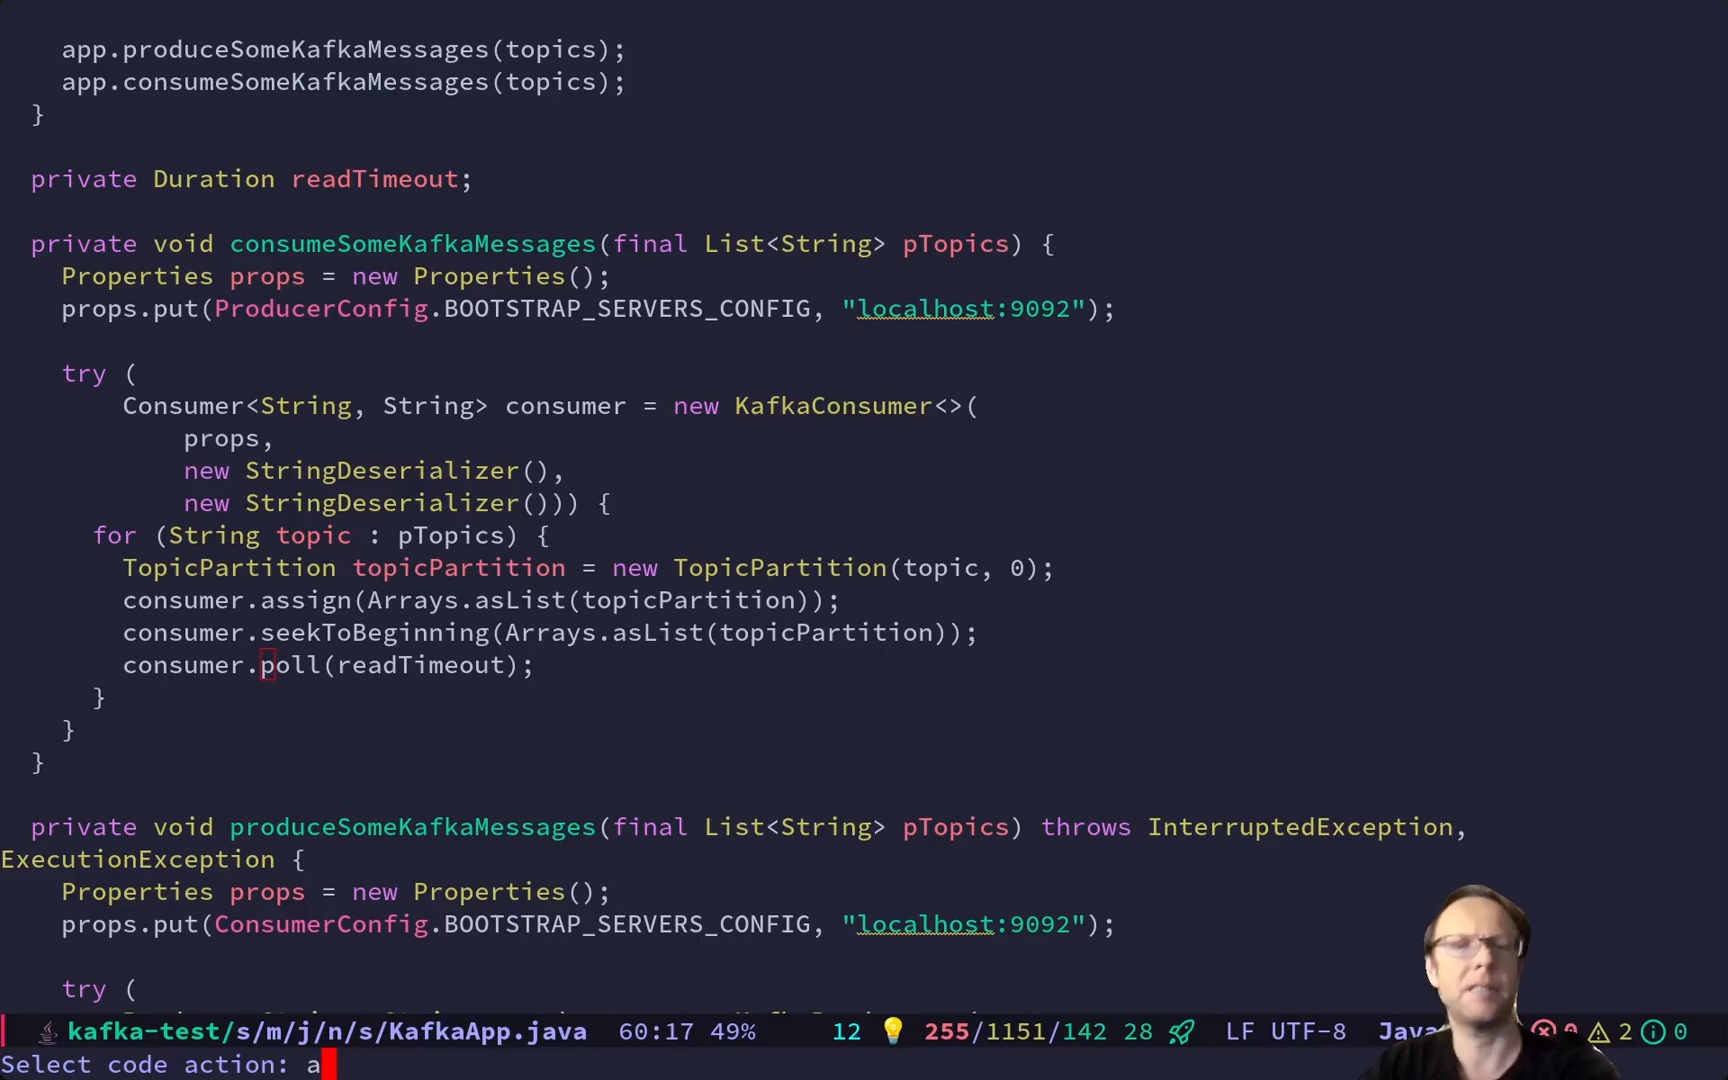 app.produceSomeKafkaMessages(topics);
app.consumeSomeKafkaMessages(topics);
}
private Duration readTimeout;
private void consumeSomeKafkaMessages(final List<String> pTopics) {
Properties props = new Properties();
props.put(ProducerConfig.BOOTSTRAP_SERVERS_CONFIG, "localhost:9092");
try (
Consumer<String, String> consumer = new KafkaConsumer<>(
props,
new StringDeserializer(),
new StringDeserializer())) {
for (String topic : pTopics) {
TopicPartition topicPartition = new TopicPartition(topic, 0);
consumer.assign(Arrays.asList(topicPartition));
consumer.seekToBeginning(Arrays.asList(topicPartition));
consumer.poll(readTimeout);
}
}
}
private void produceSomeKafkaMessages(final List<String> pTopics) throws InterruptedException,
ExecutionException {
Properties props = new Properties();
props.put(ConsumerConfig.BOOTSTRAP_SERVERS_CONFIG, "localhost:9092");
try (
kafka-test/s/m/j/n/s/KafkaApp.java 60:17 49% 12 255/1151/142 28 LF UTF-8 Java 2 0
Select code action: a